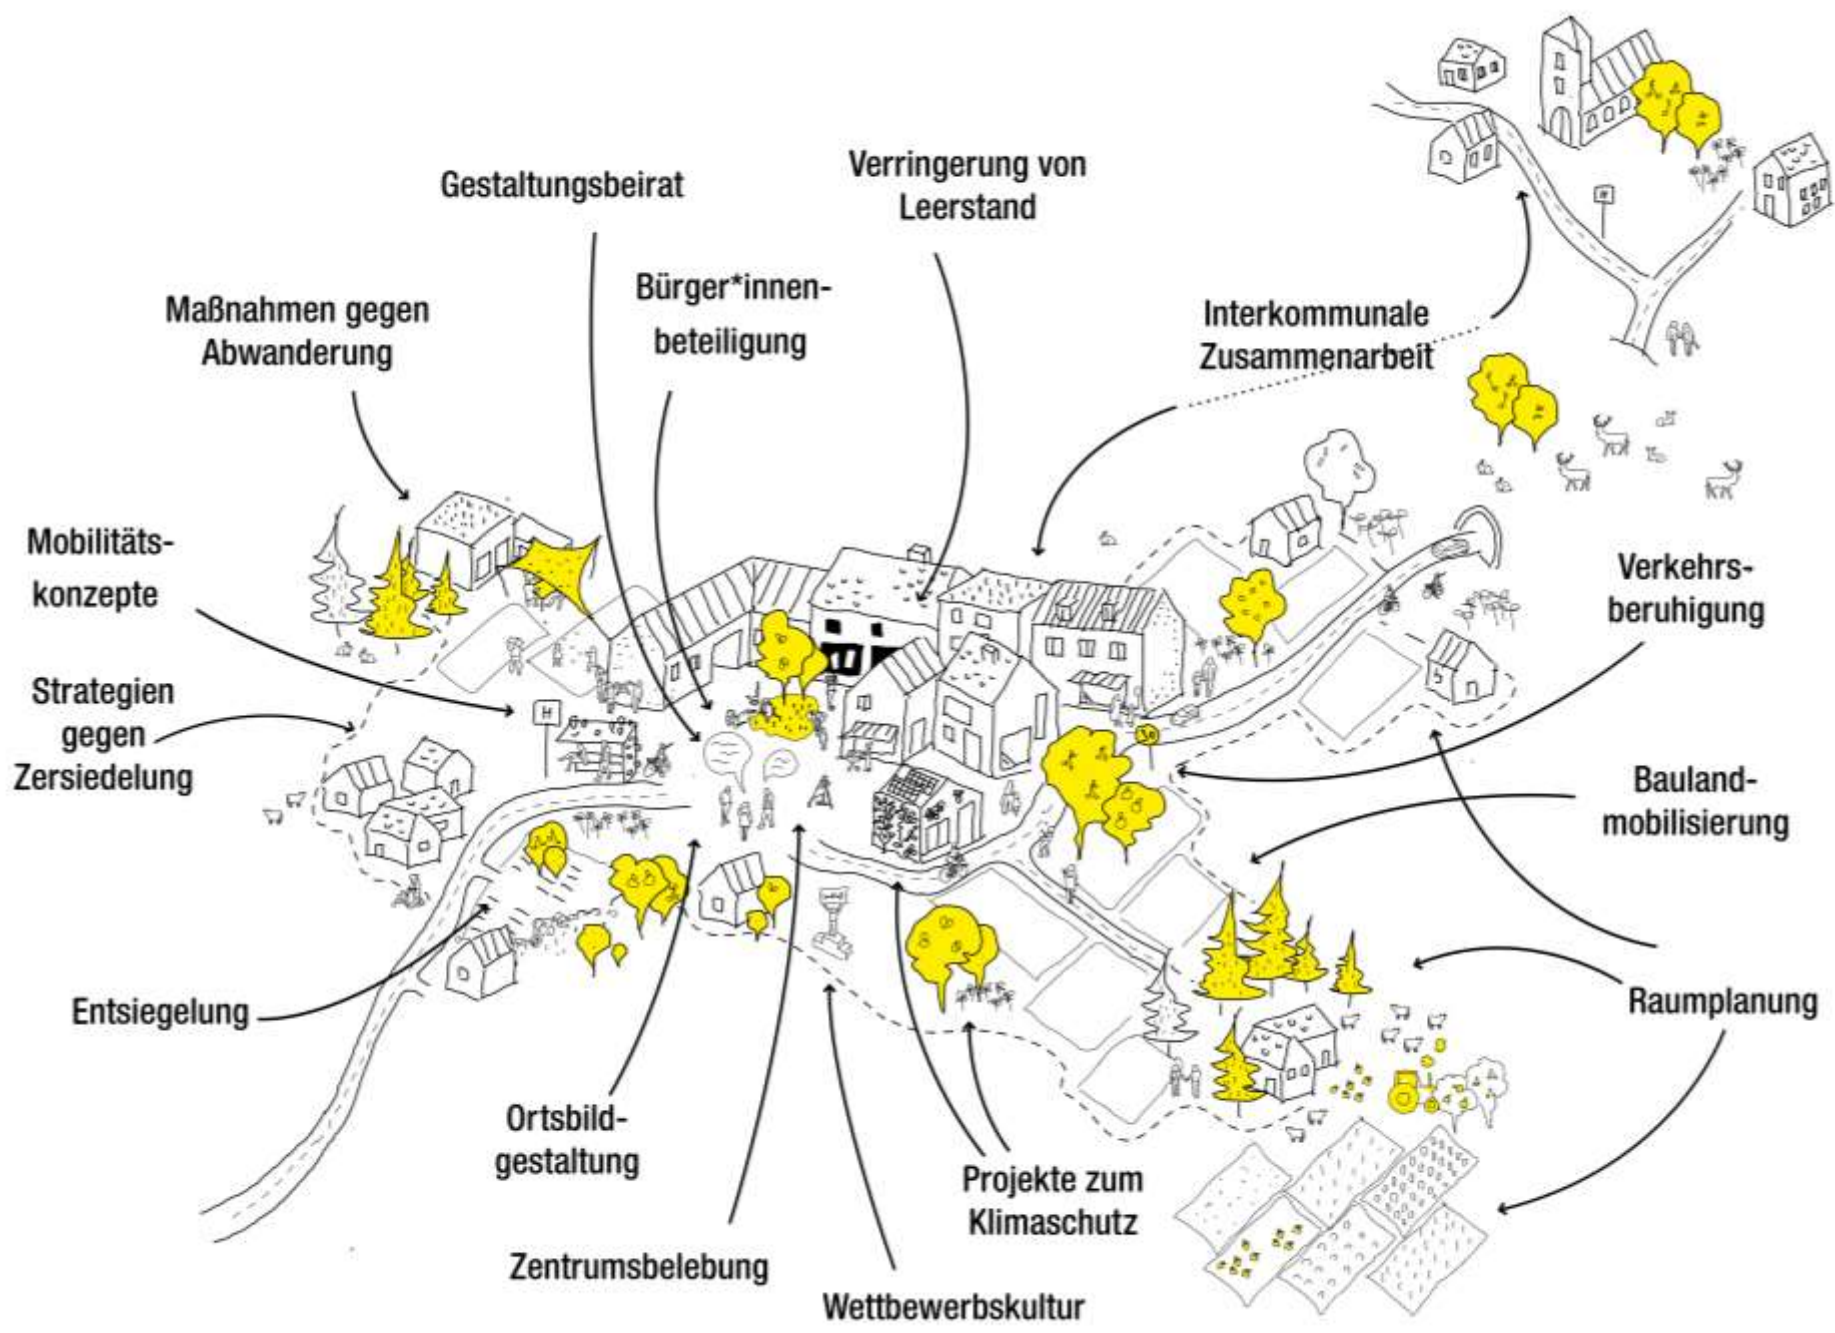 Gestaltungsbeirat
Verringerung von
Leerstand
Bürger*innen-
beteiligung
Maßnahmen gegen
Abwanderung
Interkommunale
Zusammenarbeit
Mobilitäts-
konzepte
Verkehrs-
beruhigung
Strategien
gegen
Zersiedelung
H
H
30
Bauland-
mobilisierung
Entsiegelung
Raumplanung
Ortsbild-
gestaltung
Projekte zum
Klimaschutz
Zentrumsbelebung
Wettbewerbskultur